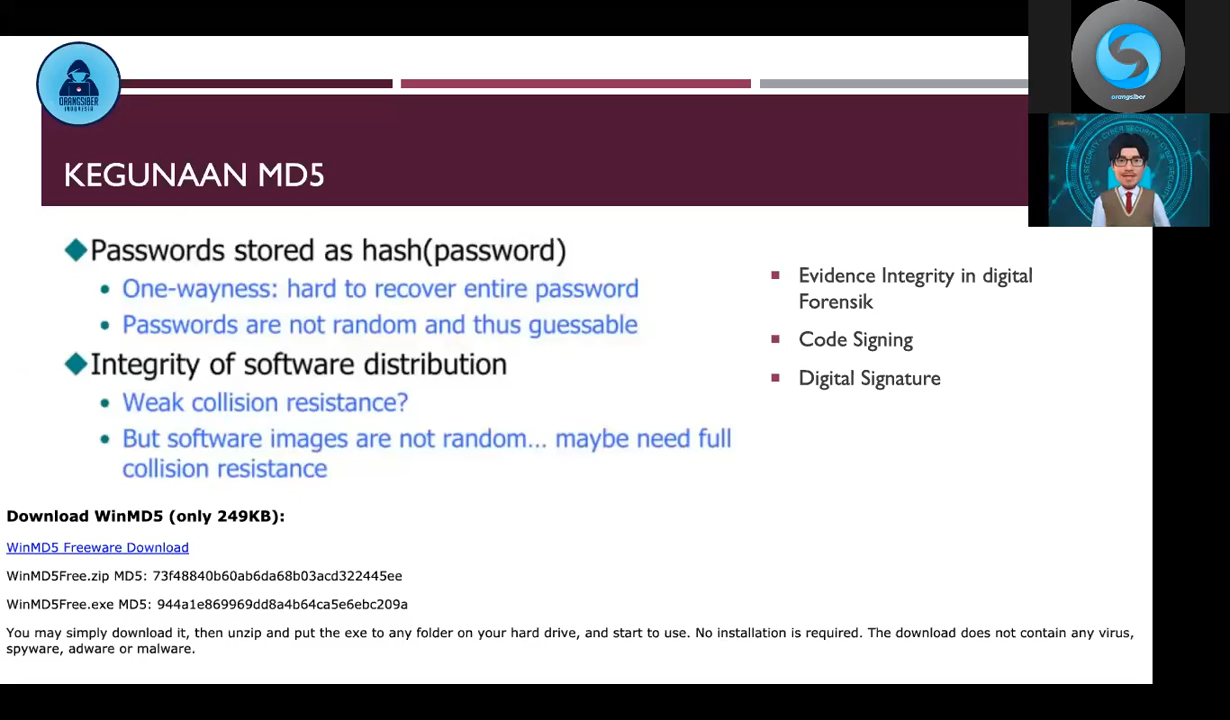 ORANGSIBER
INDONESIA
orangsiber
CYBER SECURITY
KEGUNAAN MD5
Passwords stored as hash(password)
• One-wayness: hard to recover entire password
• Passwords are not random and thus guessable
Integrity of software distribution
• Weak collision resistance?
• But software images are not random... maybe need full
collision resistance
Evidence Integrity in digital
Forensik
Code Signing
Digital Signature
Download WinMD5 (only 249KB):
WinMD5 Freeware Download
WinMD5Free.zip MD5: 73f48840b60ab6da68b03acd322445ee
WinMD5Free.exe MD5: 944a1e869969dd8a4b64ca5e6ebc209a
You may simply download it, then unzip and put the exe to any folder on your hard drive, and start to use. No installation is required. The download does not contain any virus,
spyware, adware or malware.